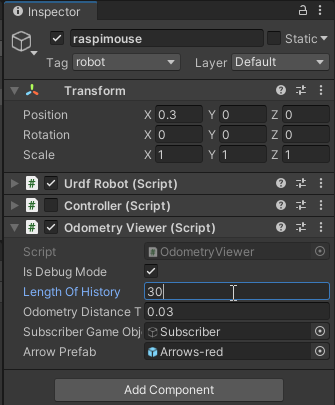 Inspector
raspimouse Static
Tag robot Layer Default
Transform
Position X 0.3 Y 0 Z 0
Rotation X 0 Y 0 Z 0
Scale X 1 Y 1 Z 1
Urdf Robot (Script)
Controller (Script)
Odometry Viewer (Script)
Script OdometryViewer
Is Debug Mode
Length Of History 30
Odometry Distance T 0.03
Subscriber Game Obj Subscriber
Arrow Prefab Arrows-red
Add Component